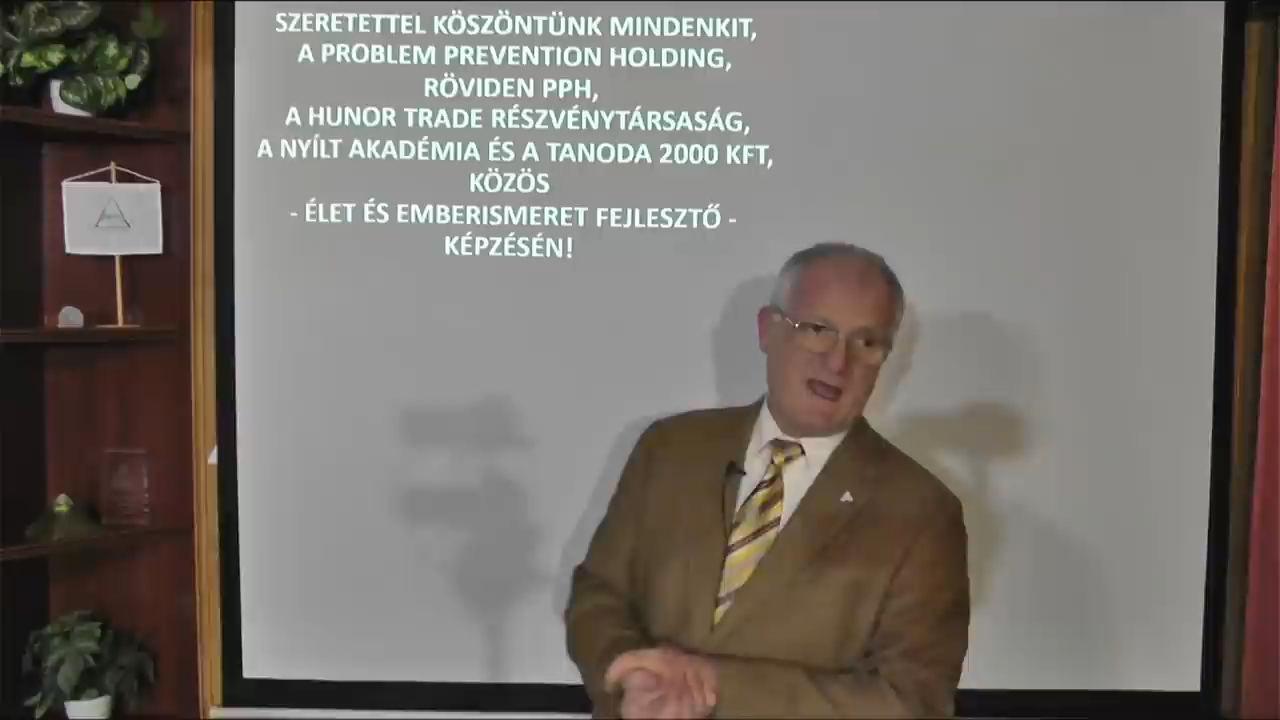 SZERETETTEL KÖSZÖNTÜNK MINDENKIT,
A PROBLEM PREVENTION HOLDING,
RÖVIDEN PPH,
A HUNOR TRADE RÉSZVÉNYTÁRSASÁG,
A NYÍLT AKADÉMIA ÉS A TANODA 2000 KFT,
KÖZÖS
- ÉLET ÉS EMBERISMERET FEJLESZTŐ -
KÉPZÉSÉN!